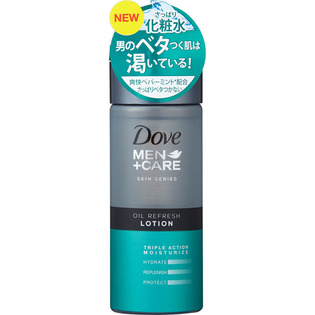 NEW
さっぱり
化粧水
男のベタつく肌は
渇いている!
爽快ペパーミント*配合
さっぱりベタつかない
Dove
MEN
+CARE
SKIN SERIES
OIL REFRESH
LOTION
TRIPLE ACTION
MOISTURIZE
HYDRATE
REPLENISH
PROTECT